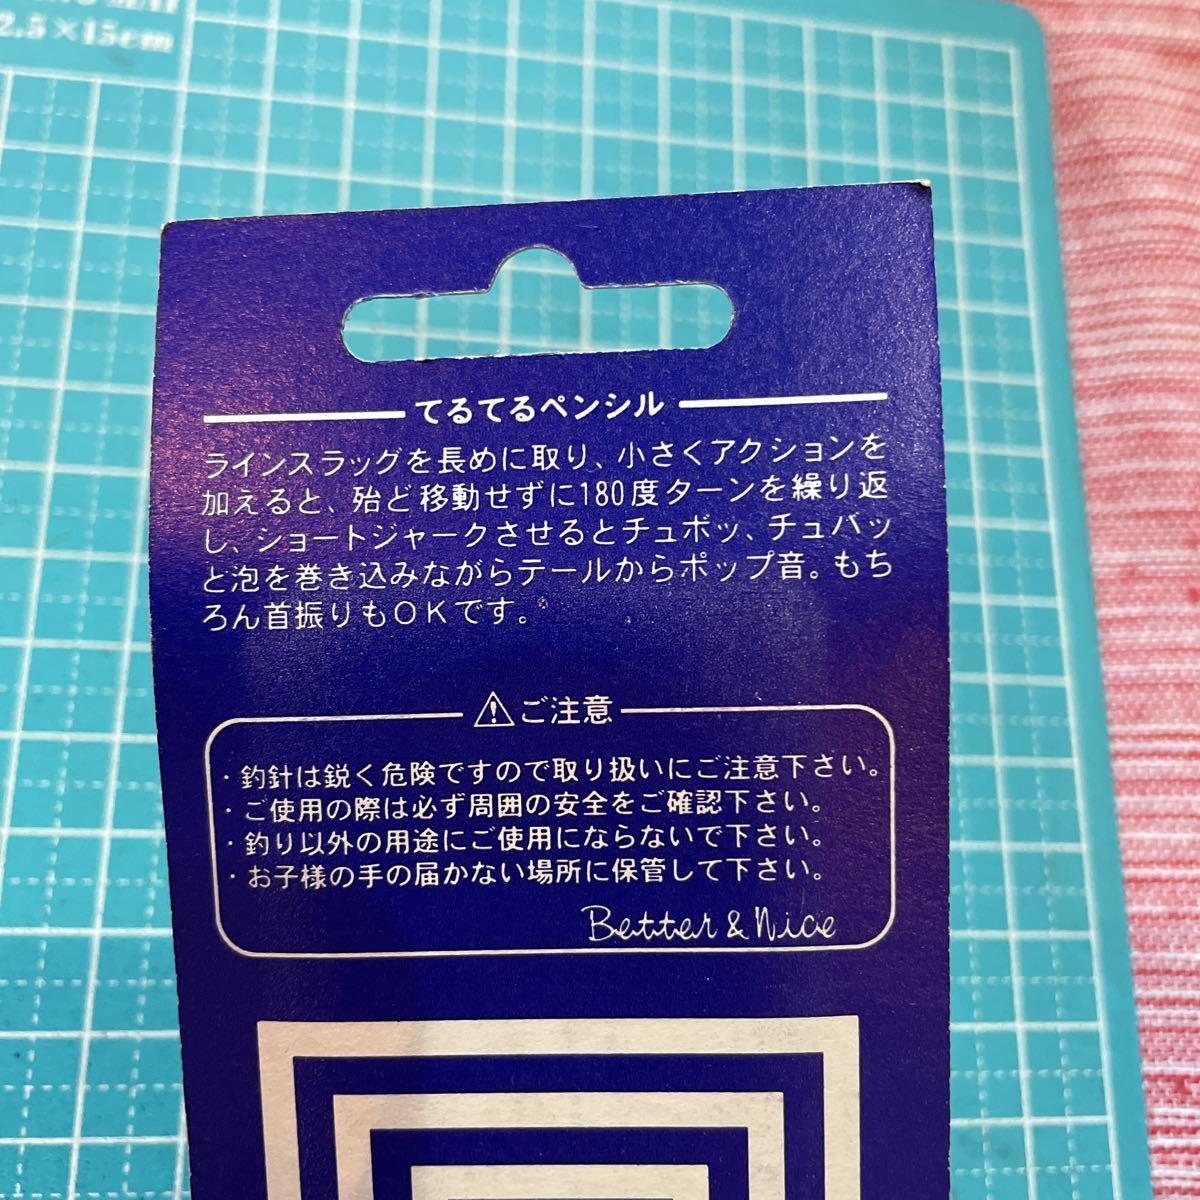 2.5×15cm
てるてるペンシル
ラインスラッグを長めに取り、小さくアクションを
加えると、殆ど移動せずに180度ターンを繰り返
し、ショートジャークさせるとチュボッ、チュバッ
と泡を巻き込みながらテールからポップ音。もち
ろん首振りもOKです。
⚠ご注意
・釣針は鋭く危険ですので取り扱いにご注意下さい。
・ご使用の際は必ず周囲の安全をご確認下さい。
・釣り以外の用途にご使用にならないで下さい。
・お子様の手の届かない場所に保管して下さい。
Better & Nice